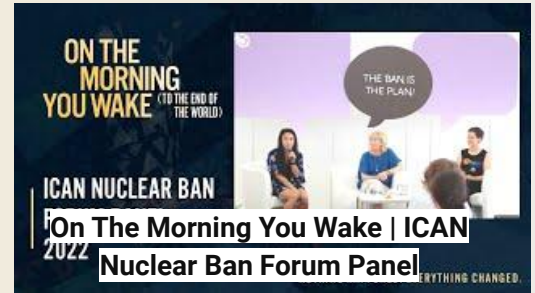 ON THE
MORNING
YOU WAKE (TO THE END OF
THE WORLD)
THE BAN IS
THE PLAN!
ICAN NUCLEAR BAN
2022
On The Morning You Wake | ICAN
Nuclear Ban Forum Panel
ERYTHING CHANGED.